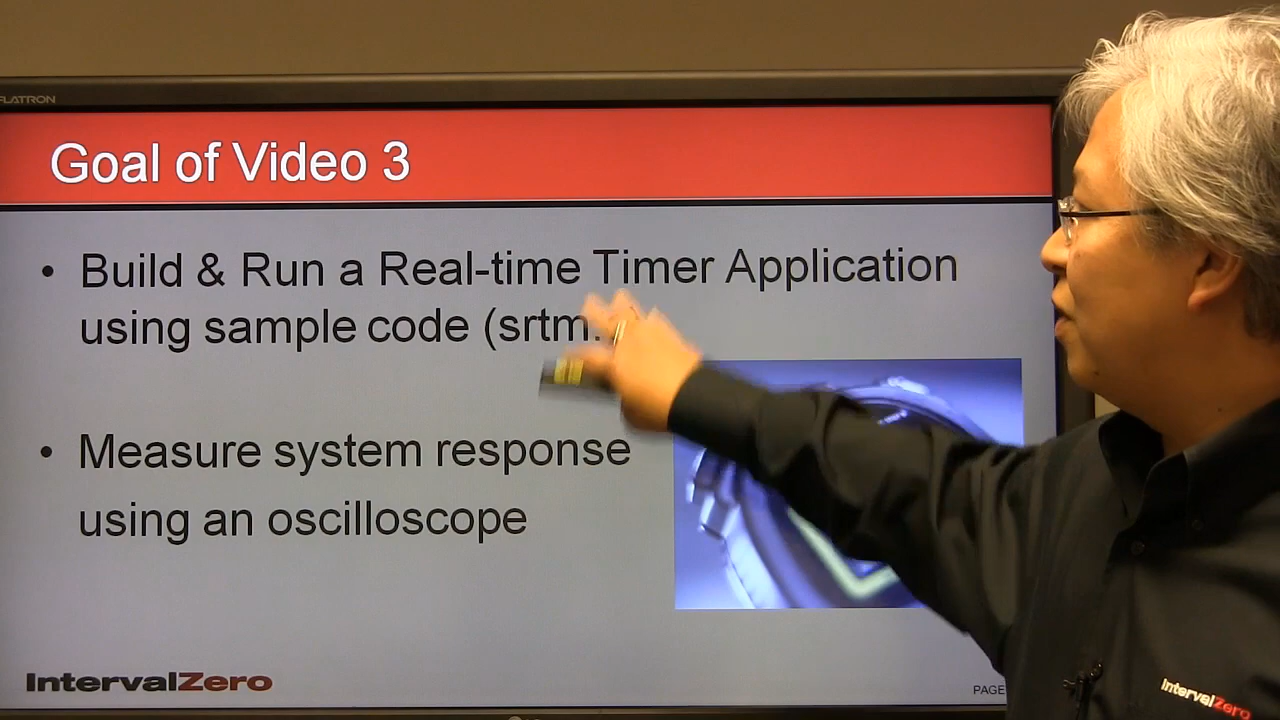 FLATRON
Goal of Video 3
• Build & Run a Real-time Timer Application
using sample code (srtm.
• Measure system response
using an oscilloscope
IntervalZero
PAGE
IntervalZero